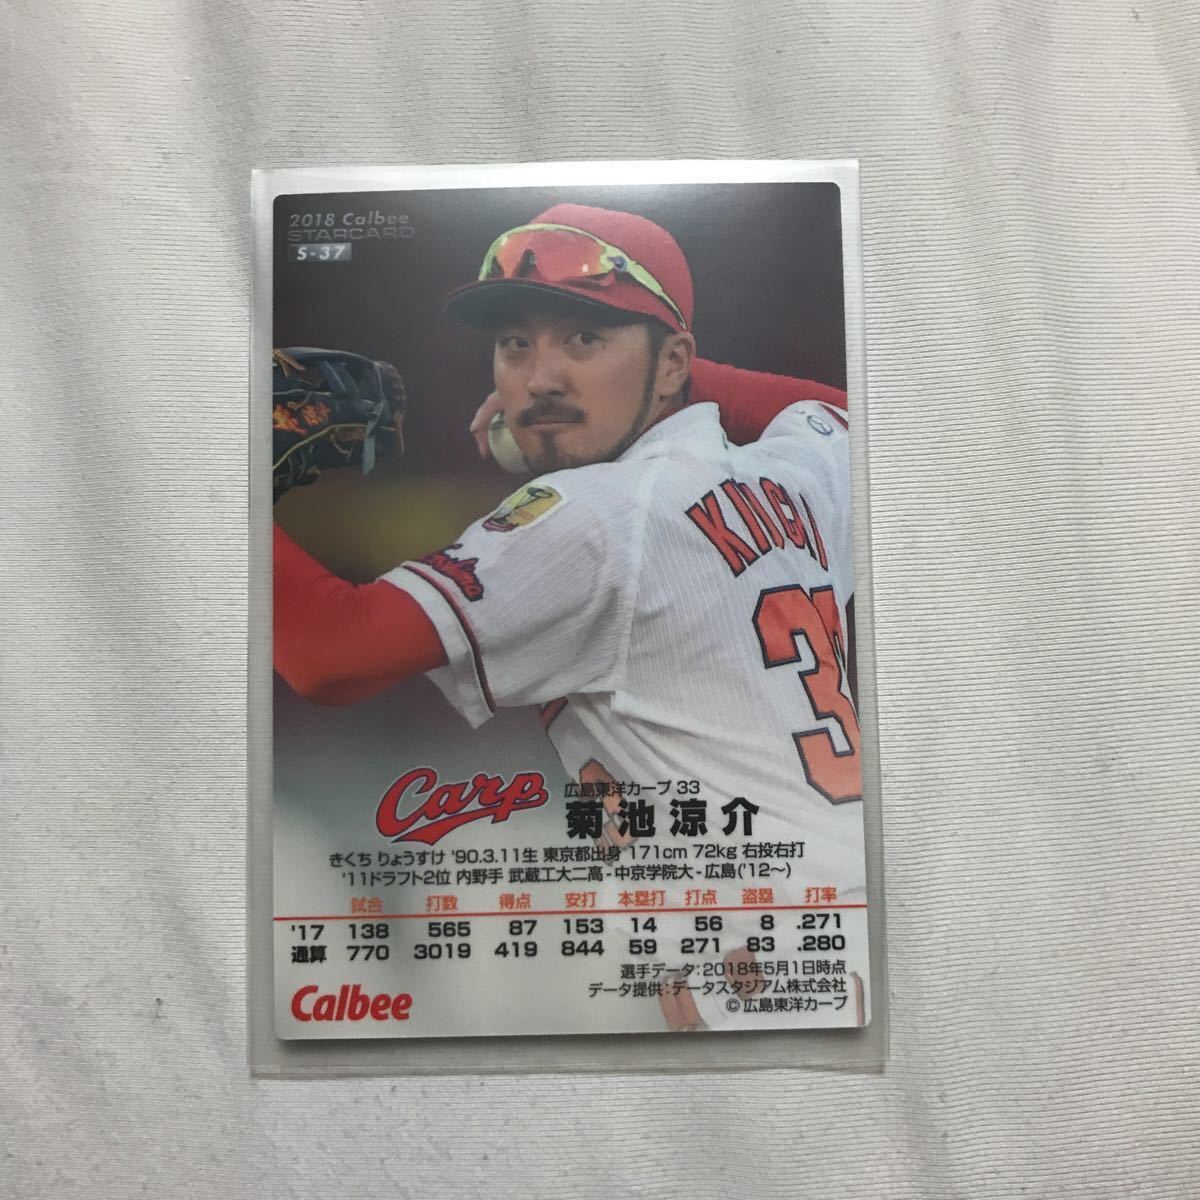 2018 Calbee
STARCARD
S-37
Carp
広島東洋カープ 33
菊池涼介
きくち りょうすけ '90.3.11生 東京都出身 171cm 72kg 右投右打
'11ドラフト2位 内野手 武蔵工大二高-中京学院大-広島('12~)
試合 打数 得点 安打 本塁打 打点 盗塁 打率
'17 138 565 87 153 14 56 8 .271
通算 770 3019 419 844 59 271 83 .280
選手データ:2018年5月1日時点
データ提供:データスタジアム株式会社
© 広島東洋カープ
Calbee